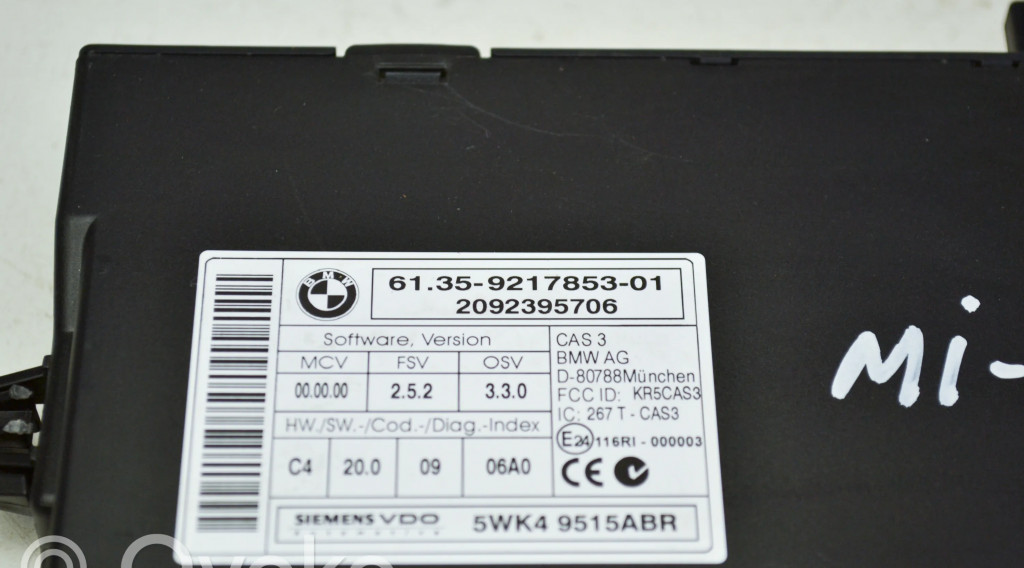 BMW
61.35-9217853-01
2092395706
Software, Version
MCV FSV OSV
00.00.00 2.5.2 3.3.0
HW./SW.-/Cod.-/Diag.-Index
C4 20.0 09 06A0
CAS 3
BMW AG
D-80788München
FCC ID: KR5CAS3
IC: 267 T - CAS3
E24 116RI - 000003
CE
SIEMENS VDO
Automotive
5WK4 9515ABR
Mi-
Ovoko